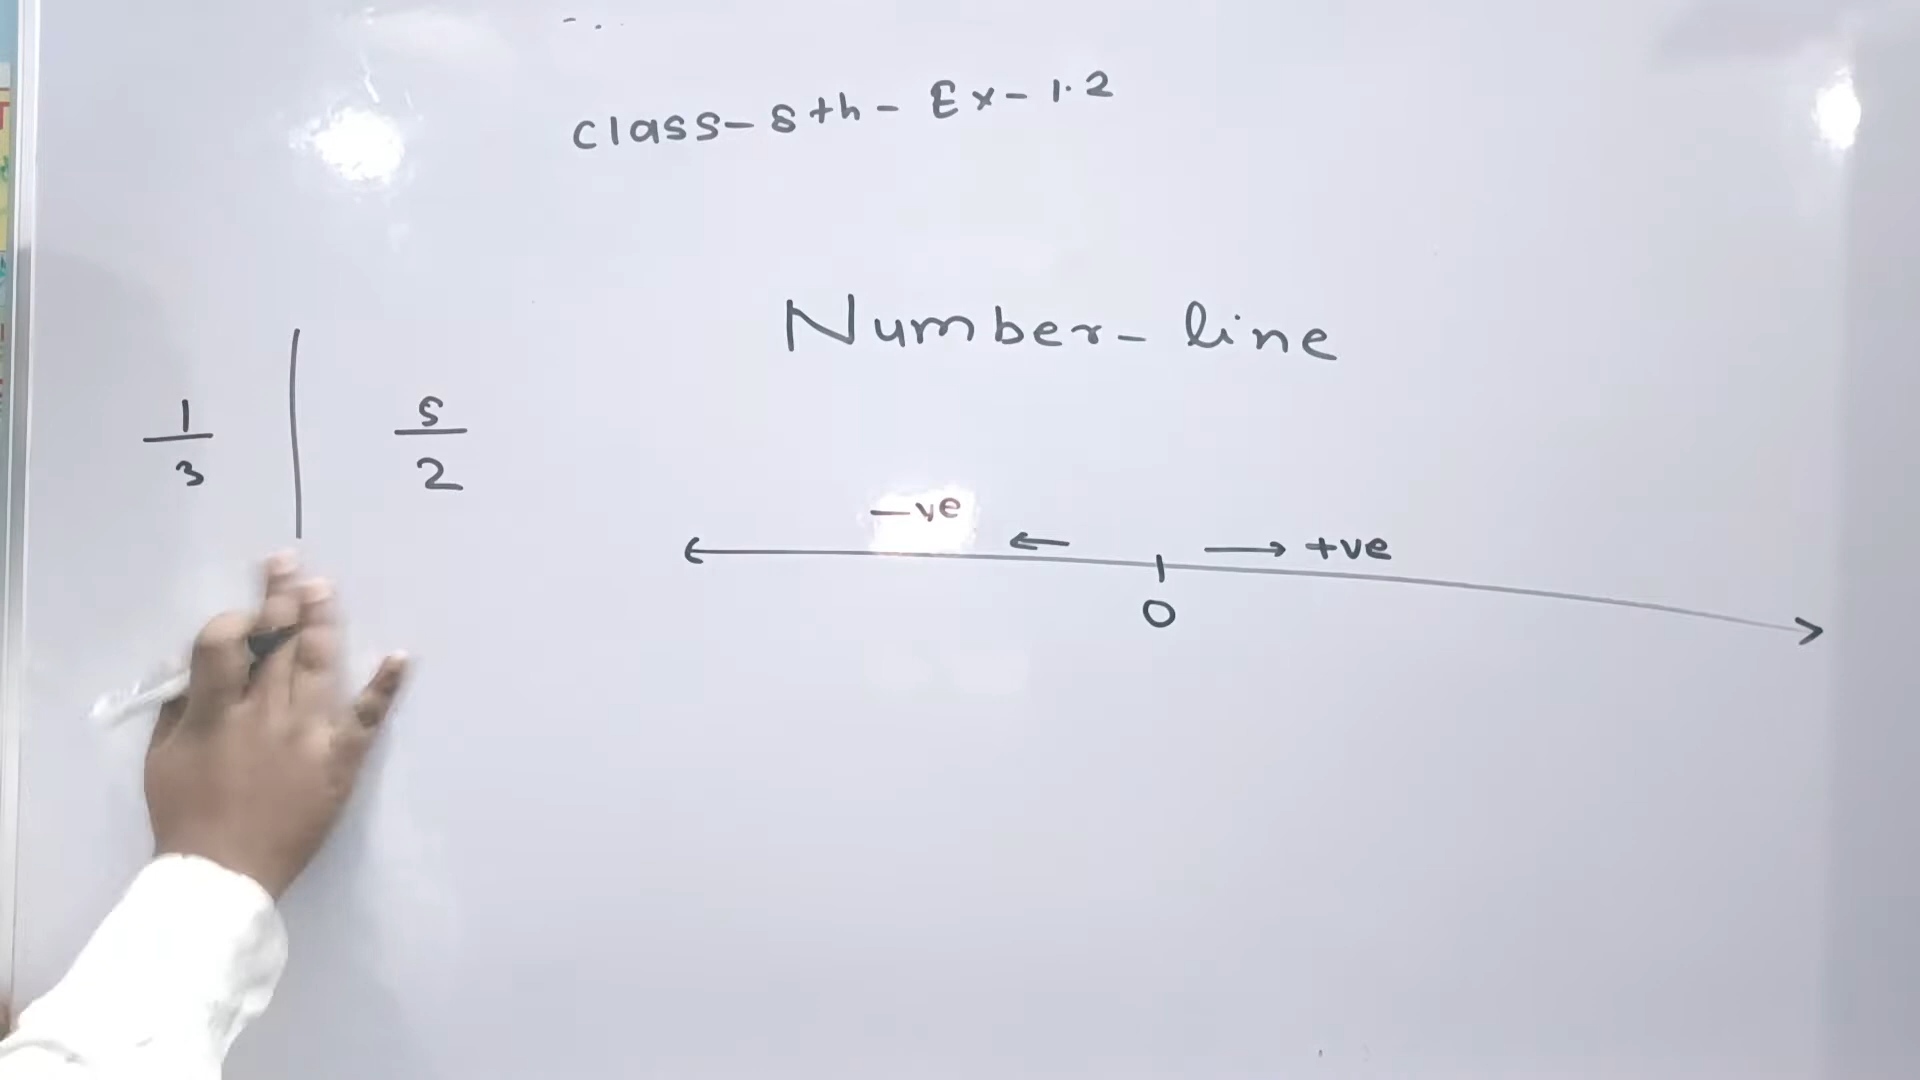 class-8th-Ex-1.2
Number-line
1/3 | 5/2
-ve
+ve
0